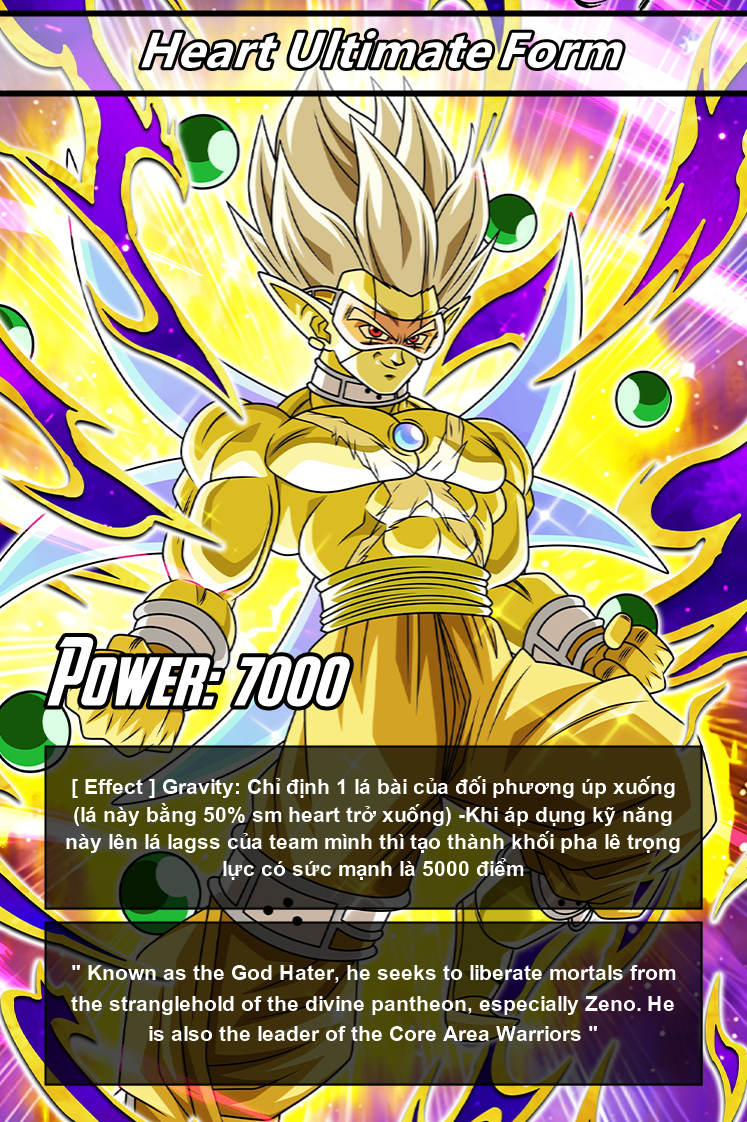 Heart Ultimate Form
POWER: 7000
[ Effect ] Gravity: Chỉ định 1 lá bài của đối phương úp xuống
(lá này bằng 50% sm heart trở xuống) -Khi áp dụng kỹ năng
này lên lá lagss của team mình thì tạo thành khối pha lê trọng
lực có sức mạnh là 5000 điểm
" Known as the God Hater, he seeks to liberate mortals from
the stranglehold of the divine pantheon, especially Zeno. He
is also the leader of the Core Area Warriors "